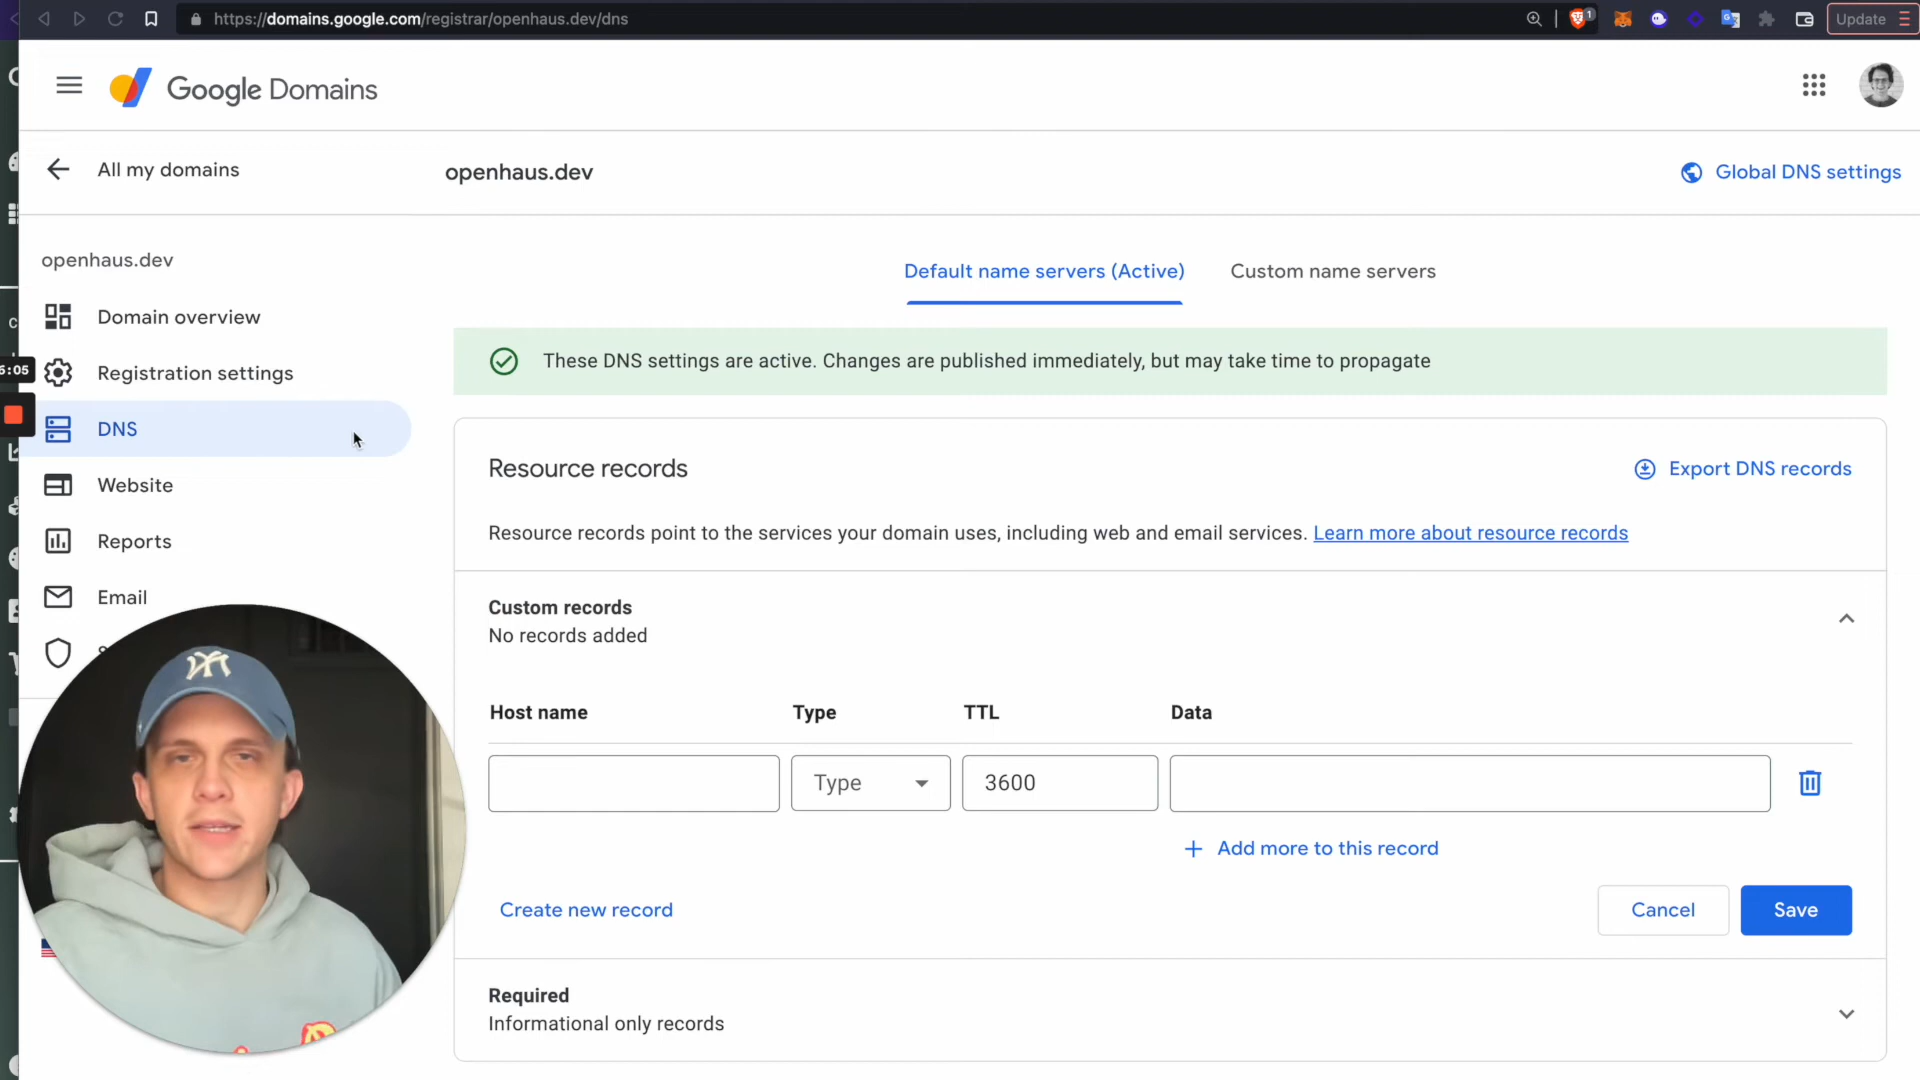 https://domains.google.com/registrar/openhaus.dev/dns
1
Update
Google Domains
All my domains
openhaus.dev
Global DNS settings
openhaus.dev
Default name servers (Active)
Custom name servers
Domain overview
These DNS settings are active. Changes are published immediately, but may take time to propagate
6:05
Registration settings
DNS
Resource records
Export DNS records
Website
Resource records point to the services your domain uses, including web and email services. Learn more about resource records
Reports
Email
Custom records
No records added
Host name
Type
TTL
Data
Type
3600
Add more to this record
Create new record
Cancel
Save
Required
Informational only records